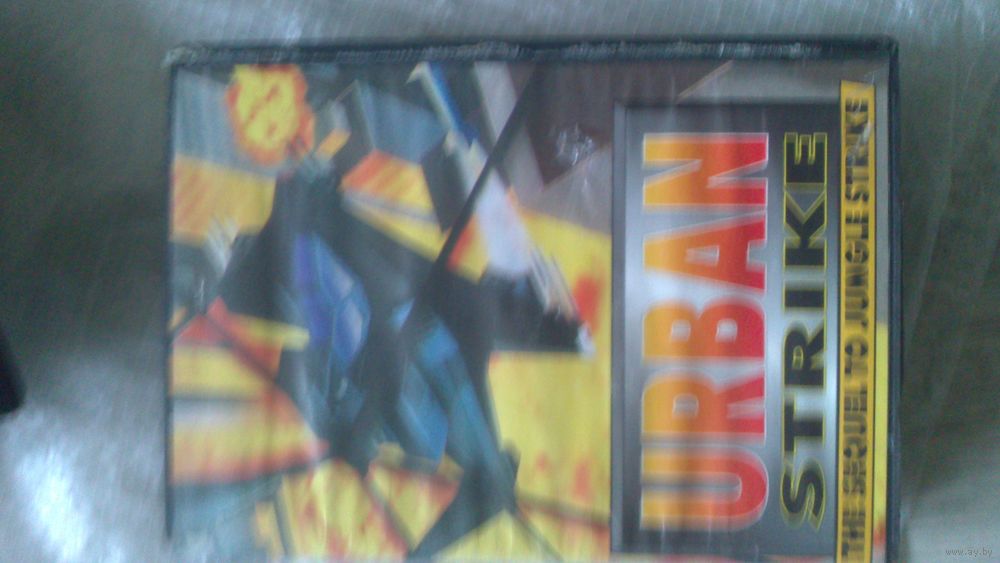 URBAN
STRIKE
THE SEQUEL TO JUNGLE STRIKE
www.ay.by